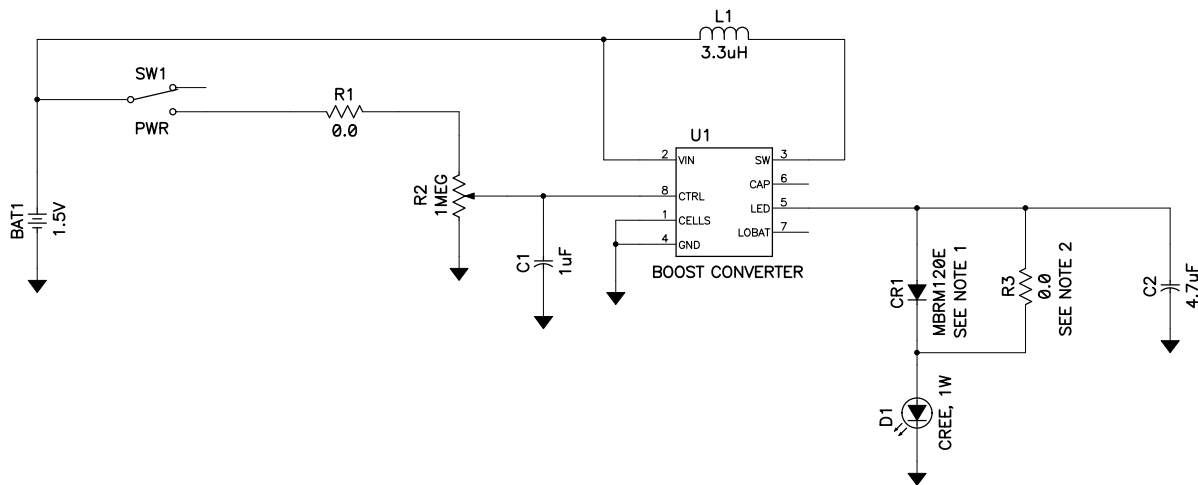 L1
3.3uH
SW1
PWR
R1
0.0
U1
2 VIN
SW 3
CAP 6
8 CTRL
LED 5
1 CELLS
LOBAT 7
4 GND
BOOST CONVERTER
R2
1MEG
BAT1
1.5V
C1
1uF
CR1
MBRM120E
SEE NOTE 1
R3
0.0
SEE NOTE 2
C2
4.7uF
D1
CREE, 1W